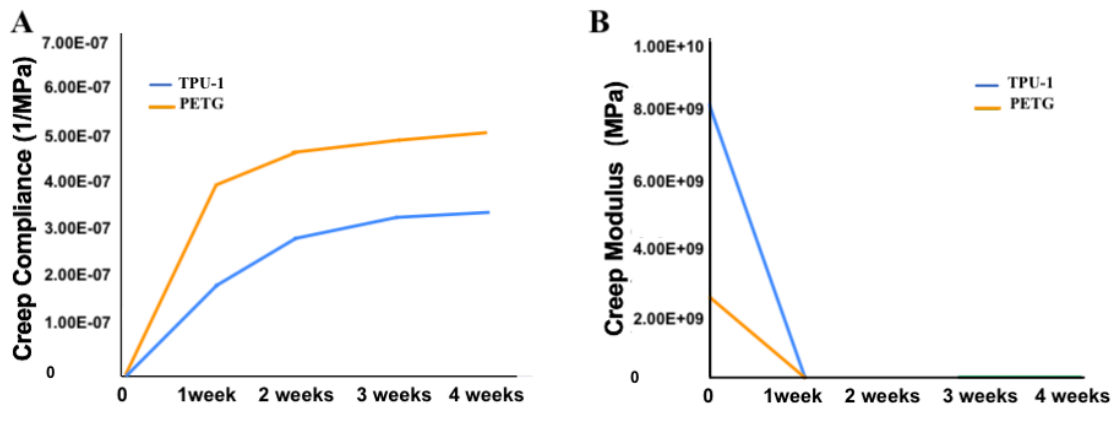 A
Creep Compliance (1/MPa)
7.00E-07
6.00E-07
5.00E-07
4.00E-07
3.00E-07
2.00E-07
1.00E-07
0
TPU-1
PETG
0 1week 2 weeks 3 weeks 4 weeks
B
Creep Modulus (MPa)
1.00E+10
8.00E+09
6.00E+09
4.00E+09
2.00E+09
0
TPU-1
PETG
0 1week 2 weeks 3 weeks 4 weeks